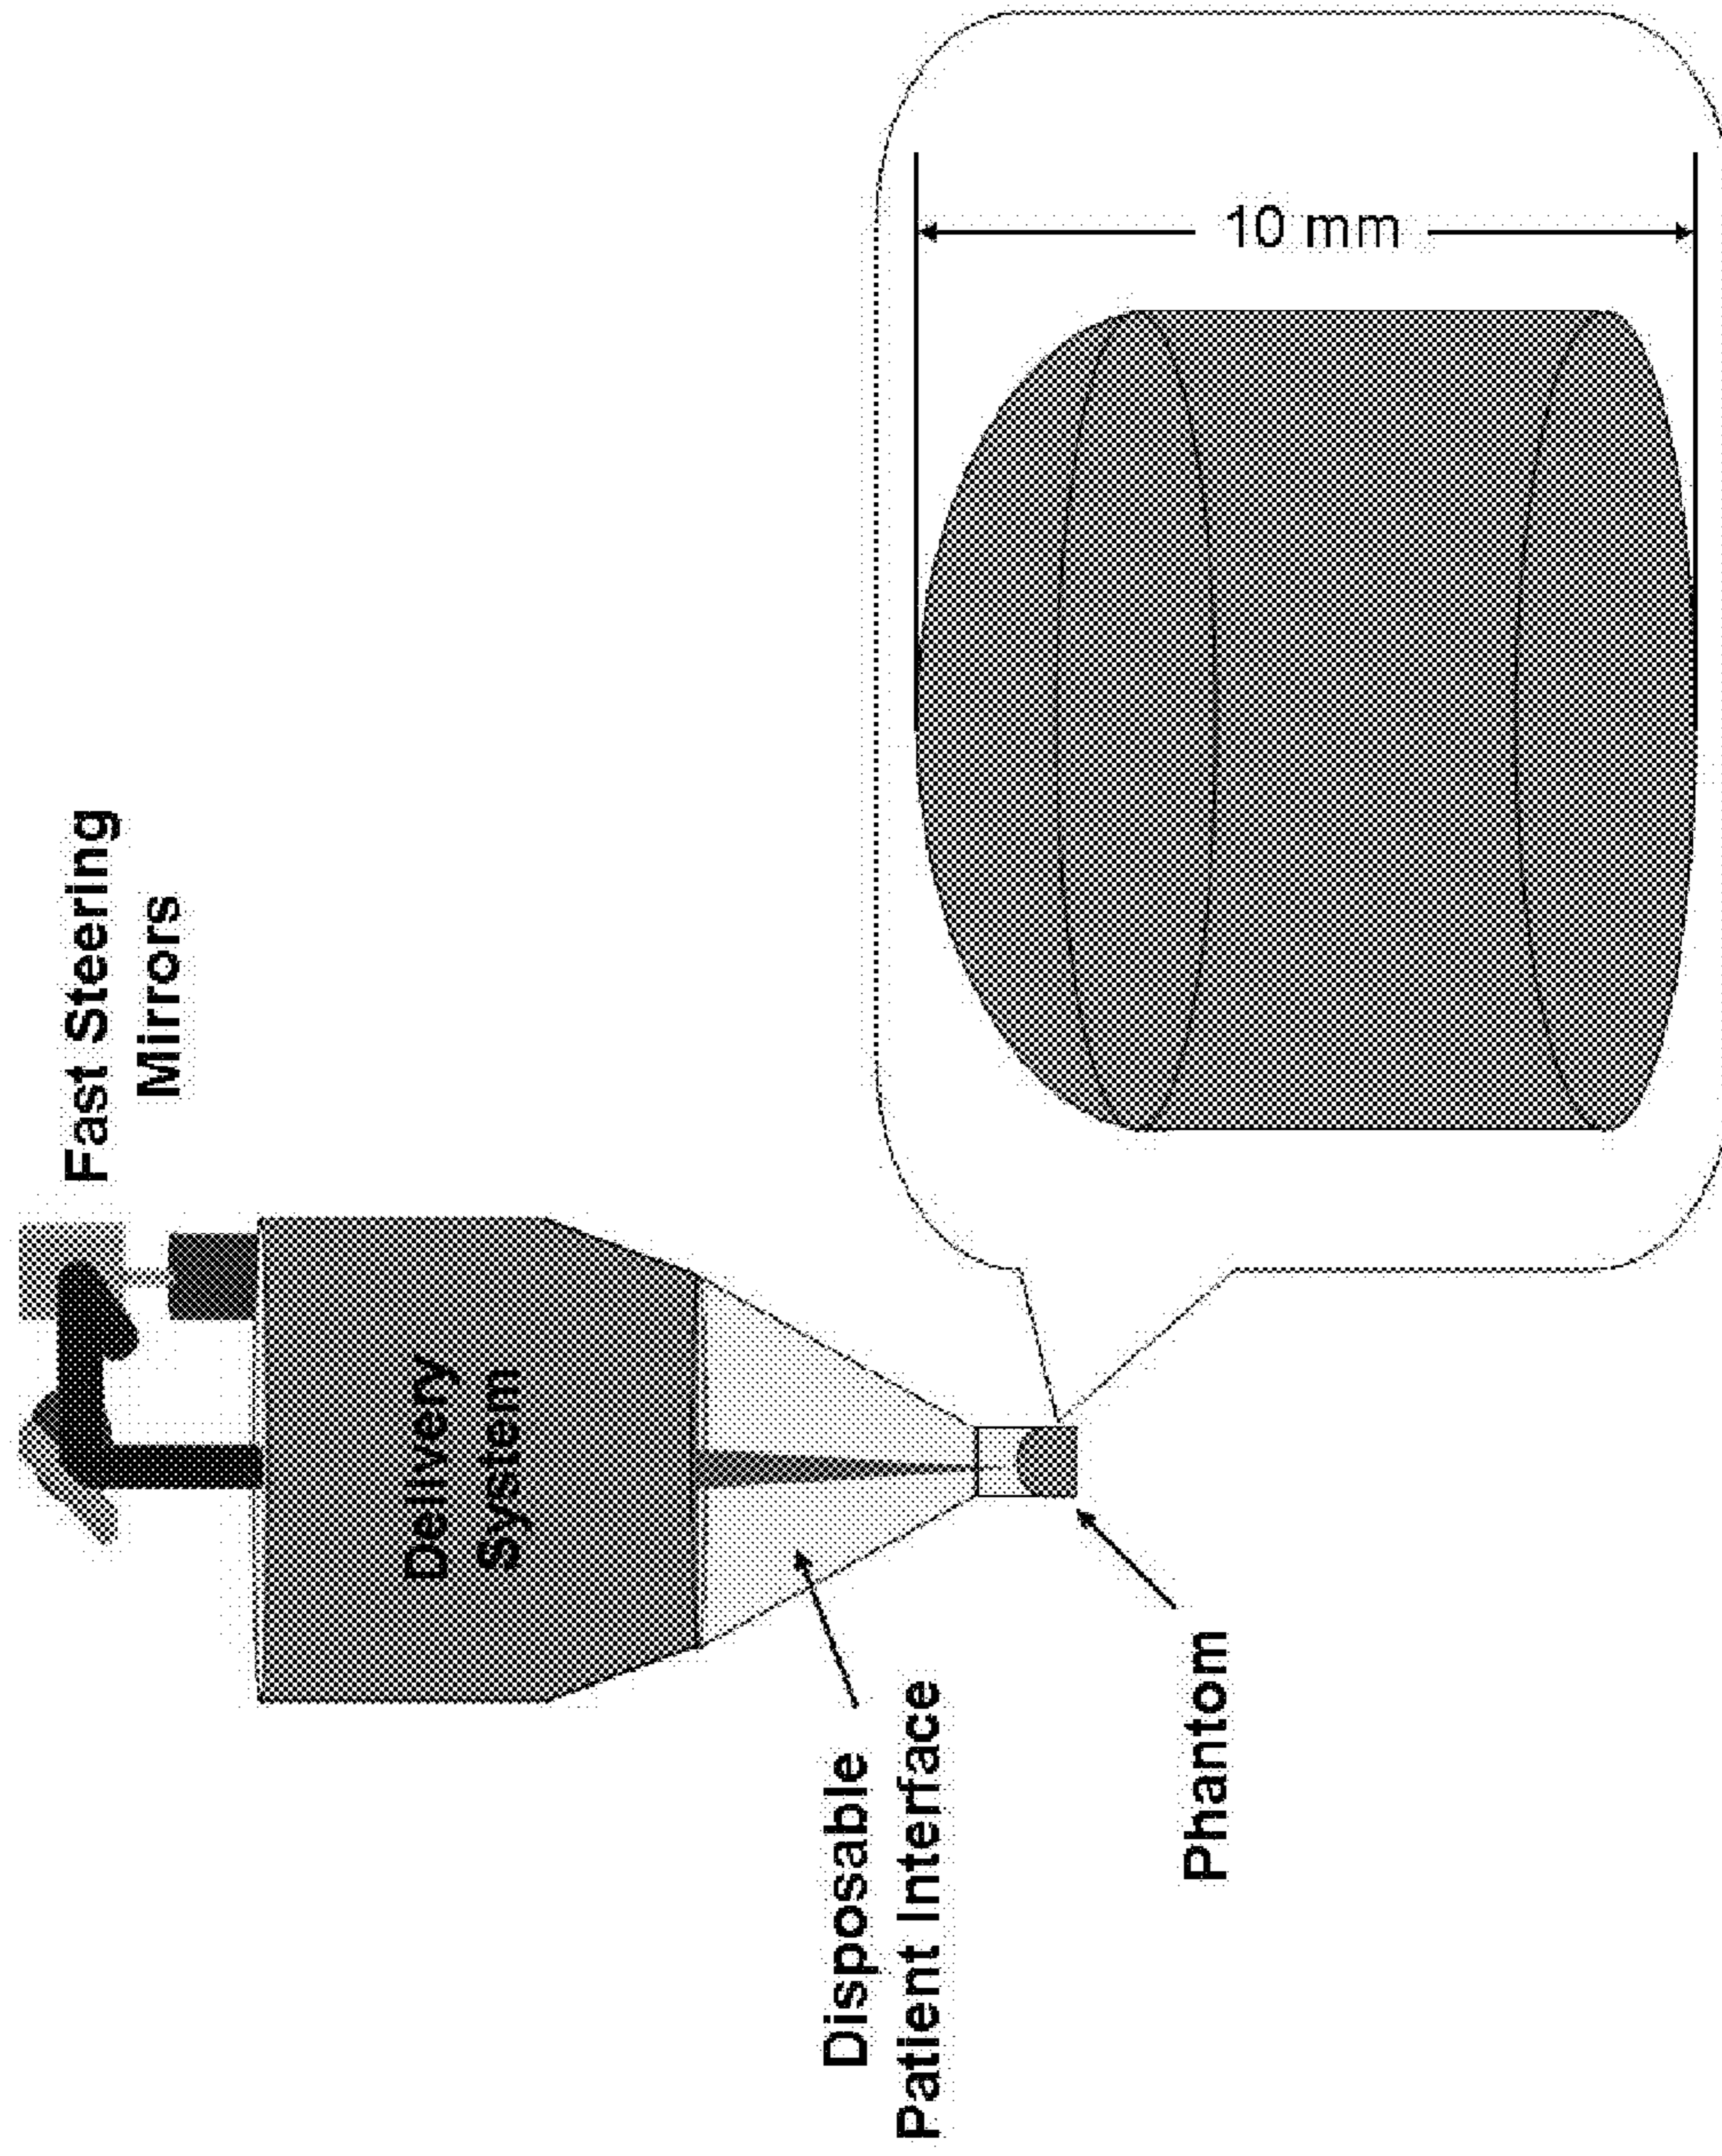 Fast Steering
Mirrors
Delivery
System
Disposable
Patient Interface
Phantom
10 mm